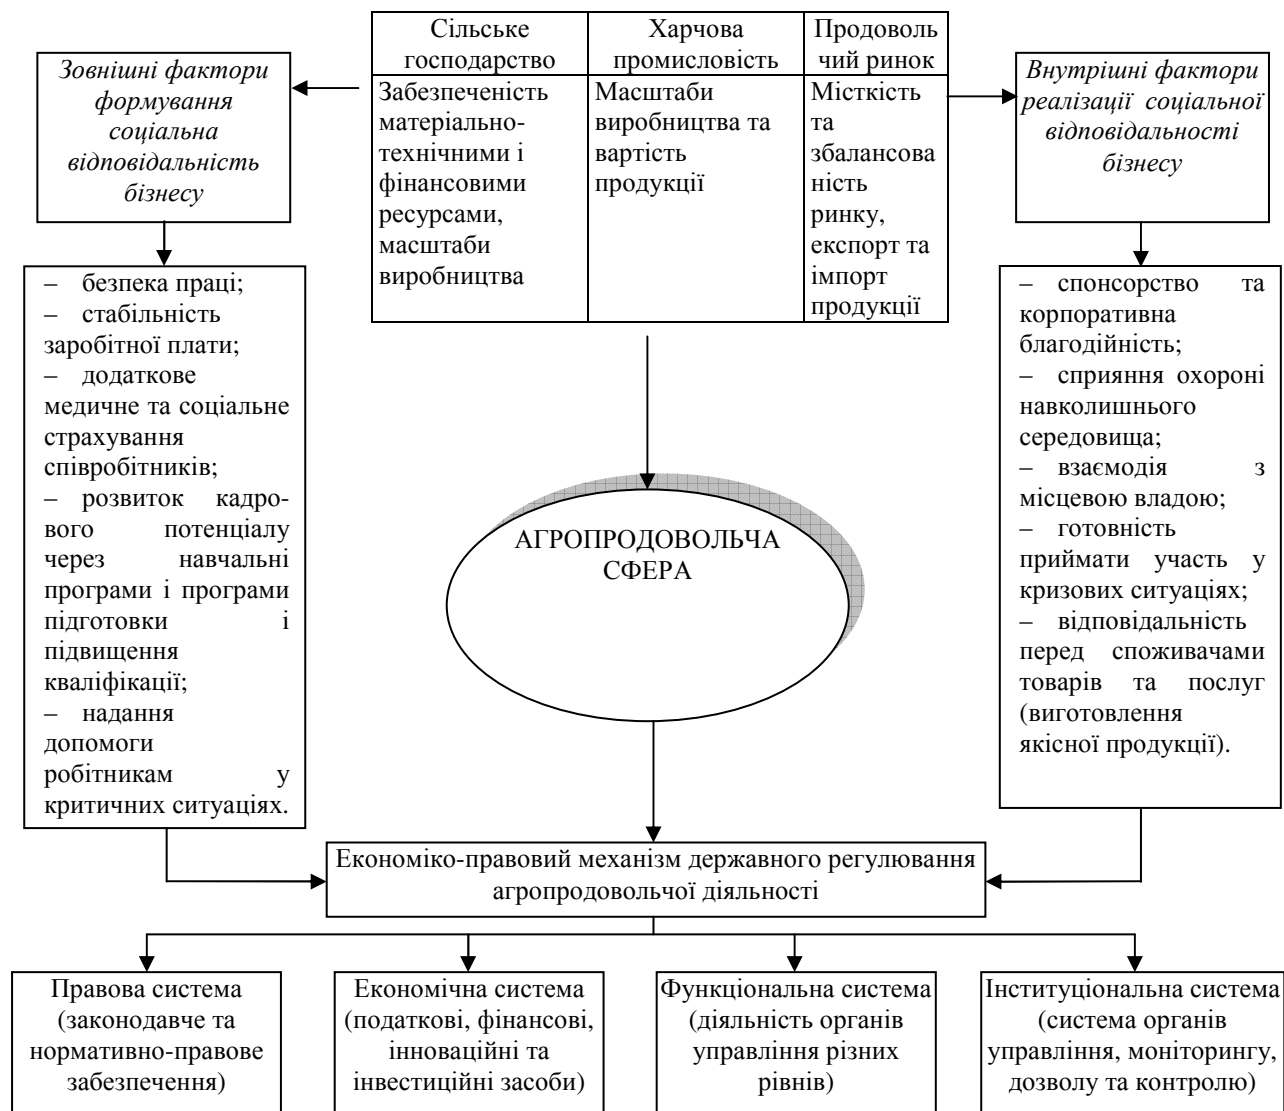 Сільське
господарство
Харчова
промисловість
Продоволь
чий ринок
Забезпеченість
матеріально-
технічними і
фінансовими
ресурсами,
масштаби
виробництва
Масштаби
виробництва та
вартість
продукції
Місткість
та
збалансова
ність
ринку,
експорт та
імпорт
продукції
Зовнішні фактори
формування
соціальна
відповідальність
бізнесу
Внутрішні фактори
реалізації соціальної
відповідальності
бізнесу
– безпека праці;
– стабільність
заробітної плати;
– додаткове
медичне та соціальне
страхування
співробітників;
– розвиток кадро-
вого потенціалу
через навчальні
програми і програми
підготовки і
підвищення
кваліфікації;
– надання
допомоги
робітникам у
критичних ситуаціях.
АГРОПРОДОВОЛЬЧА
СФЕРА
– спонсорство та
корпоративна
благодійність;
– сприяння охороні
навколишнього
середовища;
– взаємодія з
місцевою владою;
– готовність
приймати участь у
кризових ситуаціях;
– відповідальність
перед споживачами
товарів та послуг
(виготовлення
якісної продукції).
Економіко-правовий механізм державного регулювання
агропродовольчої діяльності
Правова система
(законодавче та
нормативно-правове
забезпечення)
Економічна система
(податкові, фінансові,
інноваційні та
інвестиційні засоби)
Функціональна система
(діяльність органів
управління різних
рівнів)
Інституціональна система
(система органів
управління, моніторингу,
дозволу та контролю)